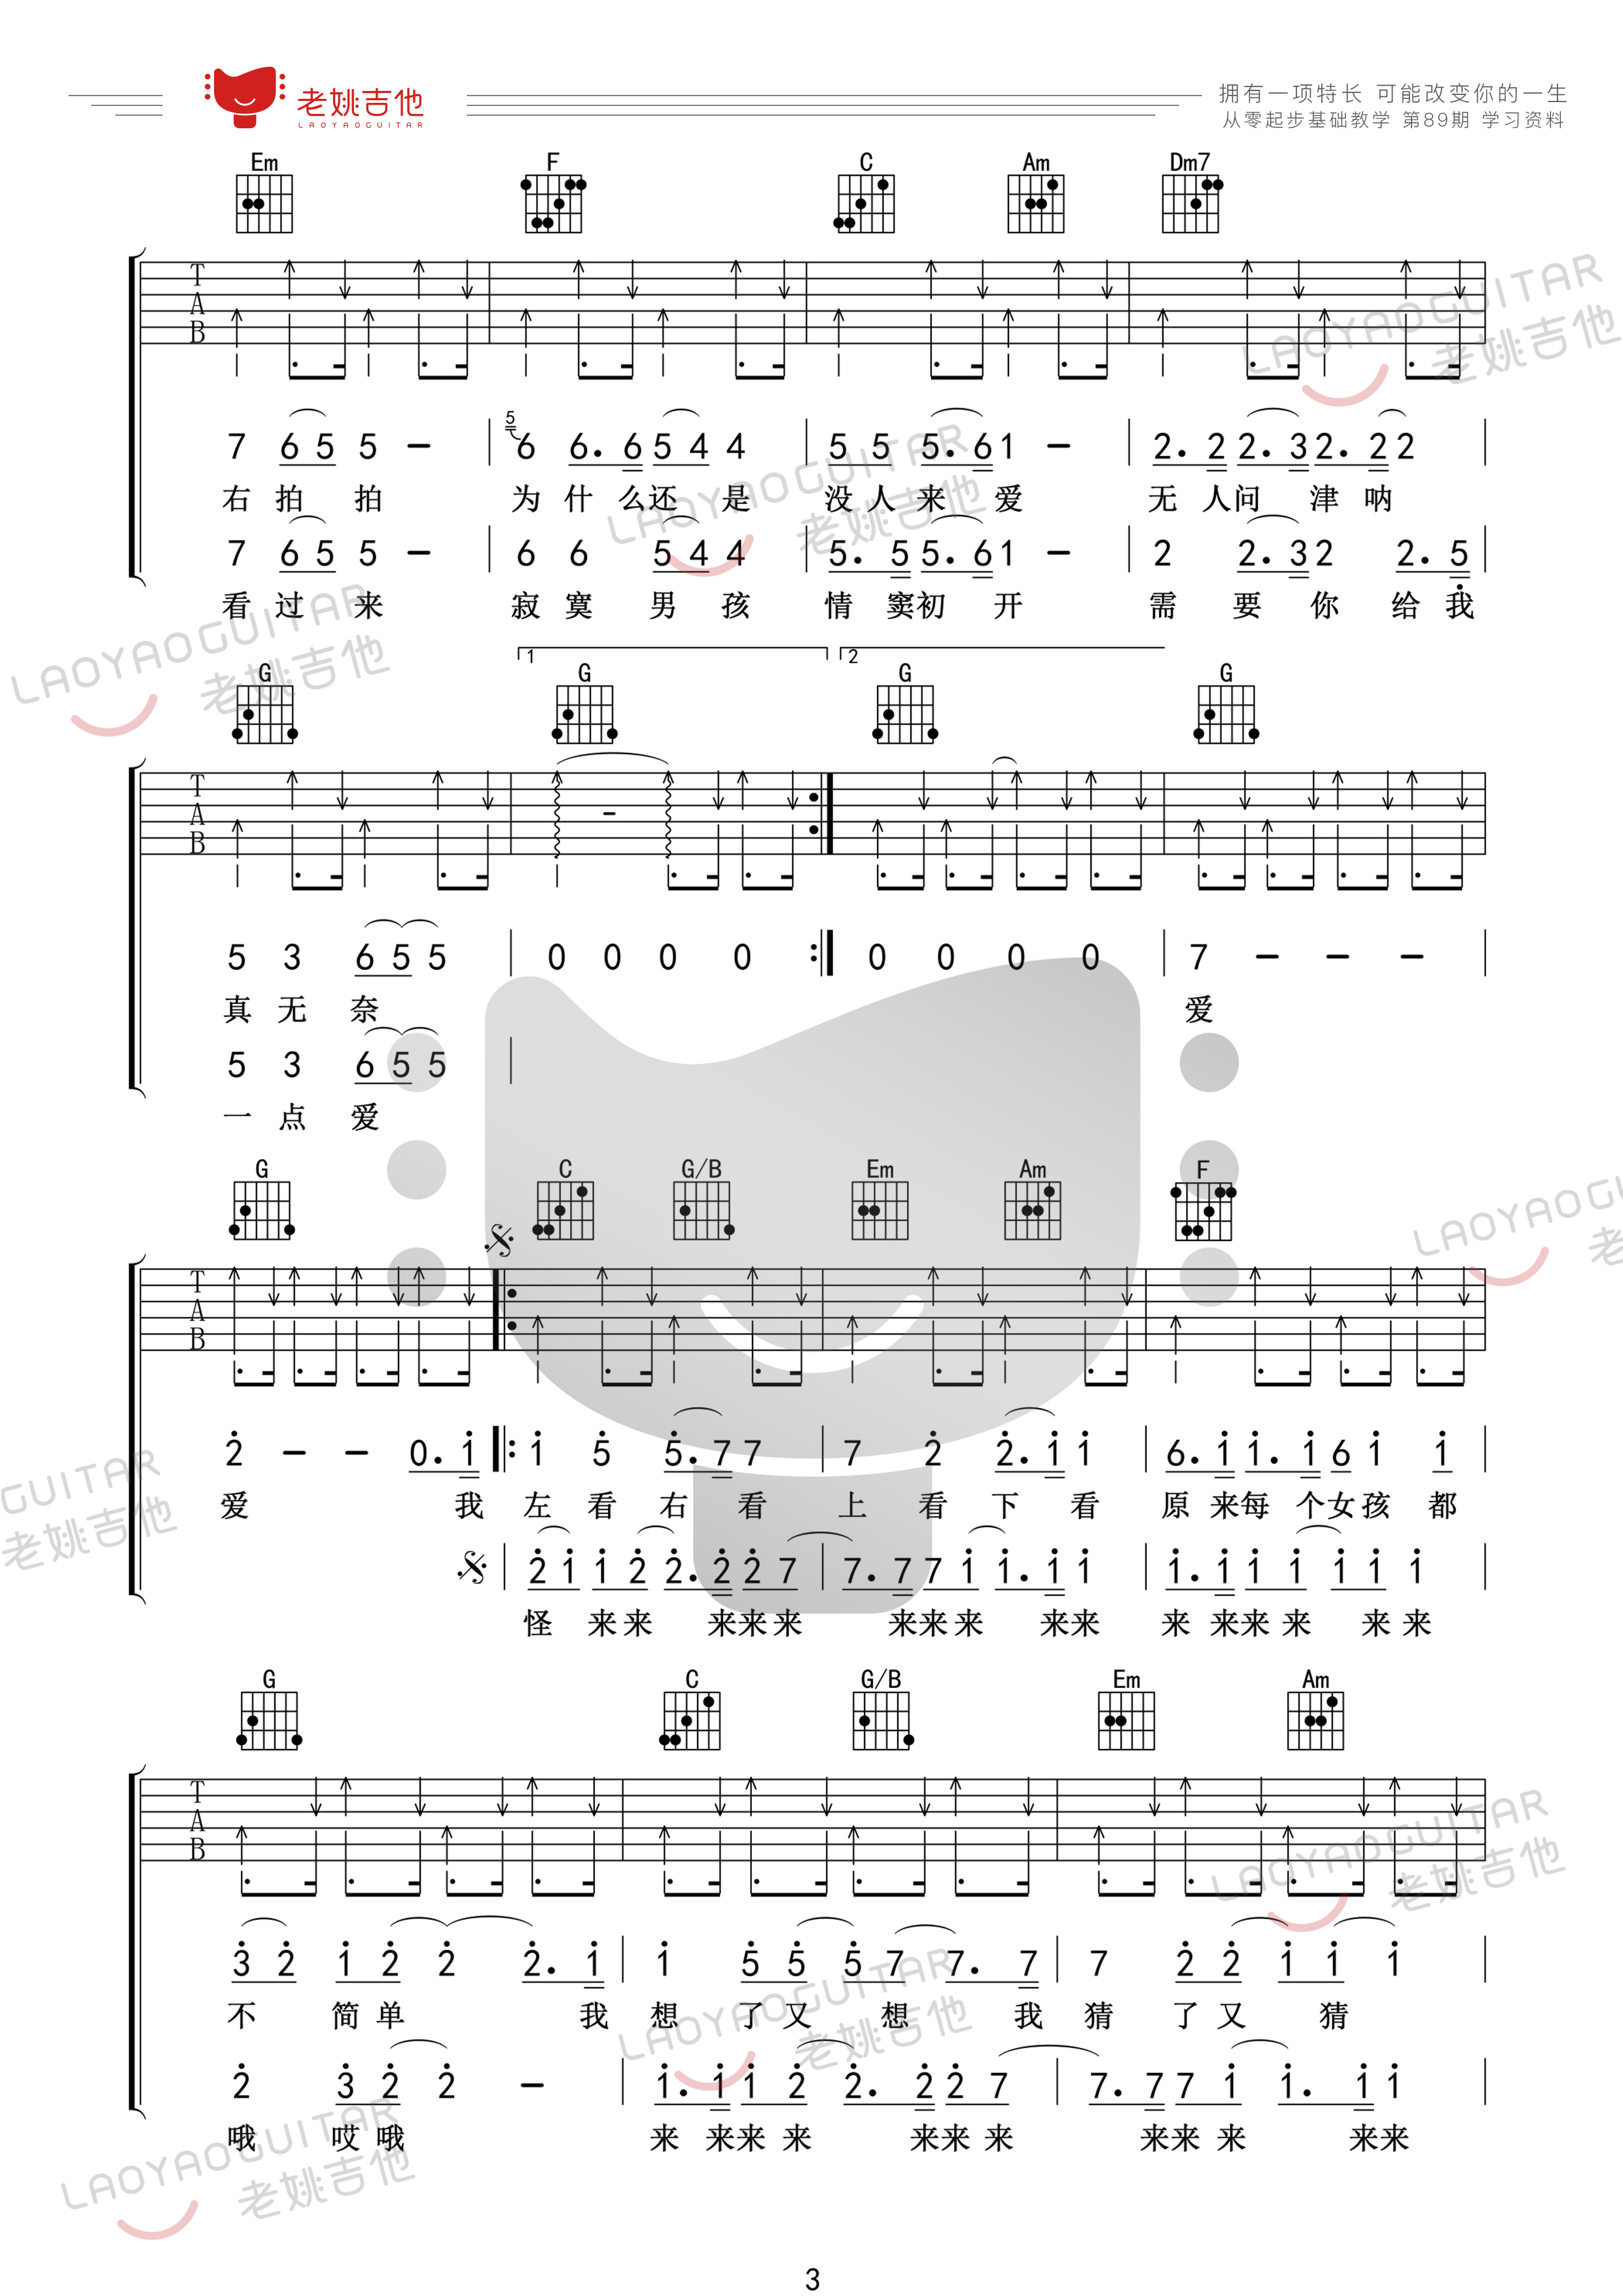 老姚吉他
LAOYAOGUITAR
拥有一项特长 可能改变你的一生
从零起步基础教学 第89期 学习资料
Em F C Am Dm7
T
A
B
7 6 5 5 – | 5 6 6. 6 5 4 4 | 5 5 5. 6 1 – | 2. 2 2. 3 2. 2 2 |
右 拍 拍 为 什 么还 是 没 人 来 爱 无 人问 津 呐
7 6 5 5 – | 6 6 5 4 4 | 5. 5 5. 6 1 – | 2 2. 3 2 2. 5 |
看 过 来 寂 寞 男 孩 情 窦初 开 需 要 你 给 我
1 2
G G G G
T
A
B
5 3 6 5 5 | 0 0 0 0 :| 0 0 0 0 | 7 – – – |
真 无 奈 爱
5 3 6 5 5 |
一 点 爱
G C G/B Em Am F
T
A
B
2 – – 0. 1 |: 1 5 5. 7 7 | 7 2 2. 1 1 | 6. 1 1. 1 6 1 1 |
爱 我 左 看 右 看 上 看 下 看 原 来每 个女 孩 都
| 2 1 1 2 2. 2 2 7 | 7. 7 7 1 1. 1 1 | 1. 1 1 1 1 1 1 |
怪 来 来 来来 来 来来 来 来来 来 来来 来 来 来
G C G/B Em Am
T
A
B
3 2 1 2 2 2. 1 | 1 5 5 5 7 7. 7 | 7 2 2 1 1 1 |
不 简 单 我 想 了 又 想 我 猜 了 又 猜
2 3 2 2 – | 1. 1 1 2 2. 2 2 7 | 7. 7 7 1 1. 1 1 |
哦 哎 哦 来 来来 来 来来 来 来来 来 来来
LAOYAOGUITAR
老姚吉他
3